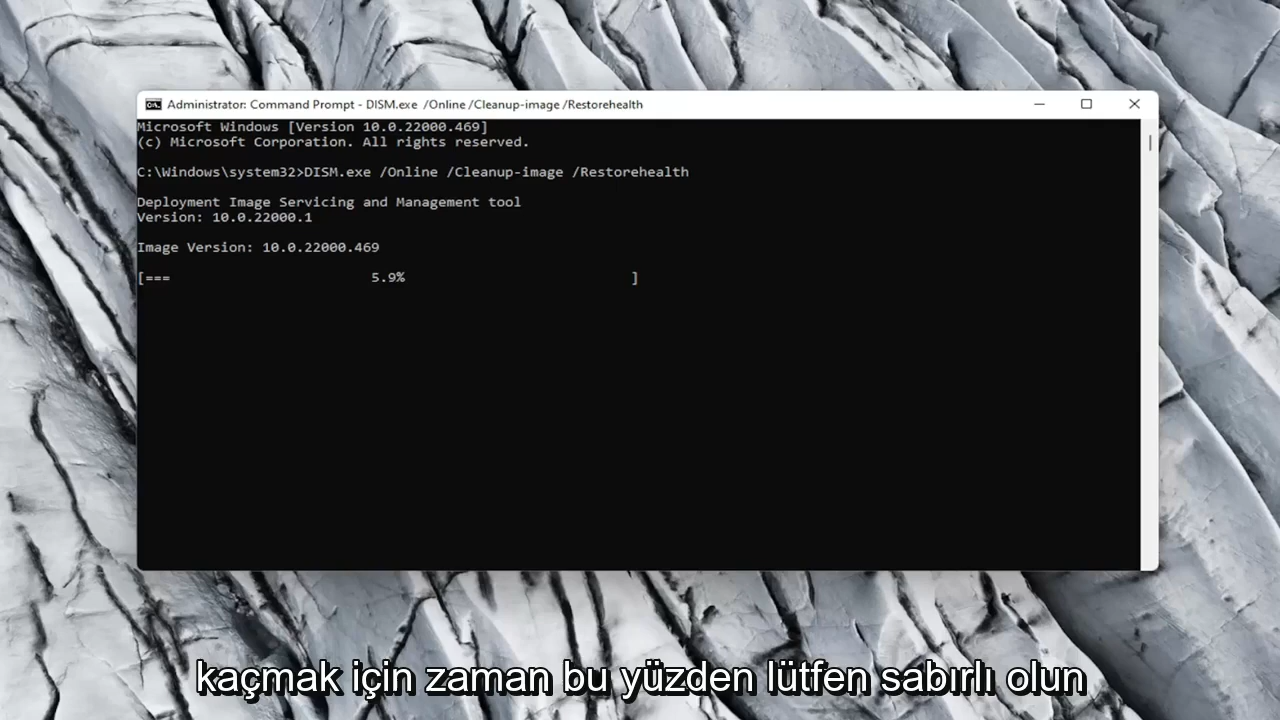 Administrator: Command Prompt - DISM.exe /Online /Cleanup-image /Restorehealth
Microsoft Windows [Version 10.0.22000.469]
(c) Microsoft Corporation. All rights reserved.
C:\Windows\system32>DISM.exe /Online /Cleanup-image /Restorehealth
Deployment Image Servicing and Management tool
Version: 10.0.22000.1
Image Version: 10.0.22000.469
[===                        5.9%                           ]
kaçmak için zaman bu yüzden lütfen sabırlı olun